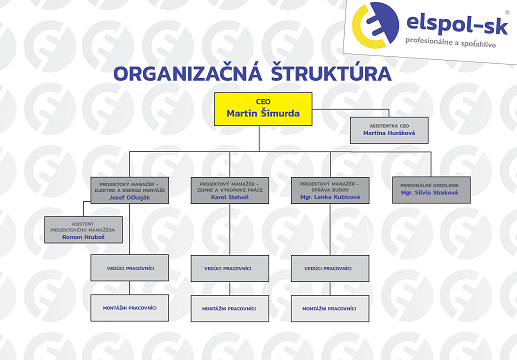 elspol-sk®
profesionálne a spoľahlivo
ORGANIZAČNÁ ŠTRUKTÚRA
CEO
Martin Šimurda
ASISTENTKA CEO
Martina Huráková
PROJEKTOVÝ MANAŽÉR –
ELEKTRO A ENERGO MONTÁŽE
Jozef Očkaják
PROJEKTOVÝ MANAŽÉR –
ZEMNÉ A VÝKOPOVÉ PRÁCE
Karol Stahoň
PROJEKTOVÝ MANAŽÉR –
SPRÁVA BUDOV
Mgr. Lenka Kubicová
PERSONÁLNE ODDELENIE
Mgr. Silvia Straková
ASISTENT
PROJEKTOVÉHO MANAŽÉRA
Roman Hruboš
VEDÚCI PRACOVNÍCI
VEDÚCI PRACOVNÍCI
VEDÚCI PRACOVNÍCI
MONTÁŽNI PRACOVNÍCI
MONTÁŽNI PRACOVNÍCI
MONTÁŽNI PRACOVNÍCI